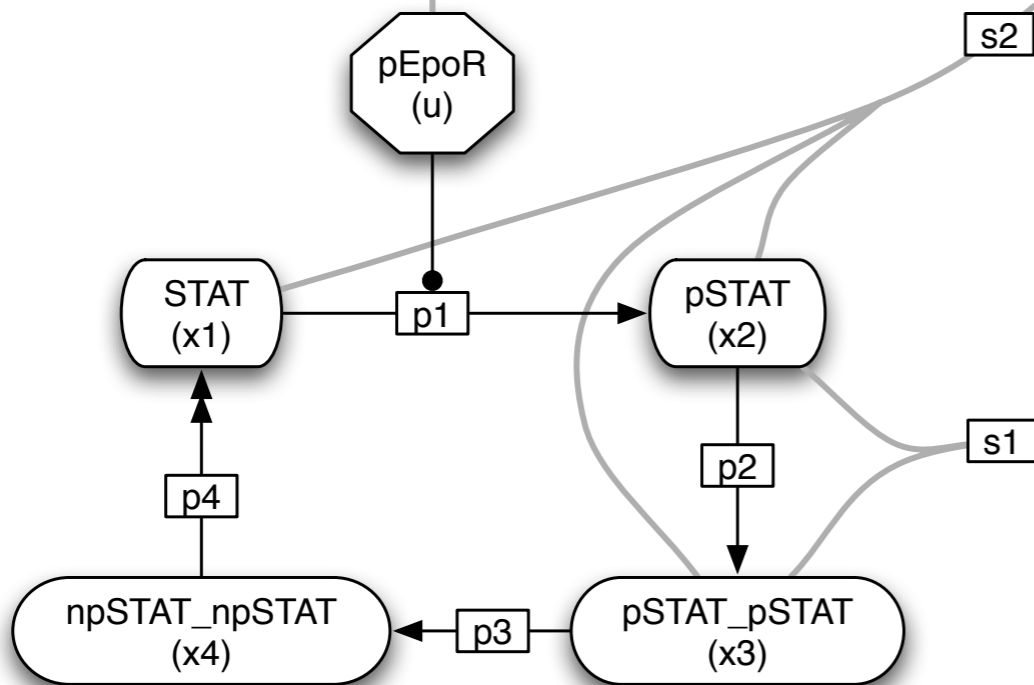 s2
pEpoR
(u)
STAT
(x1)
p1
pSTAT
(x2)
s1
p2
p4
npSTAT_npSTAT
(x4)
p3
pSTAT_pSTAT
(x3)